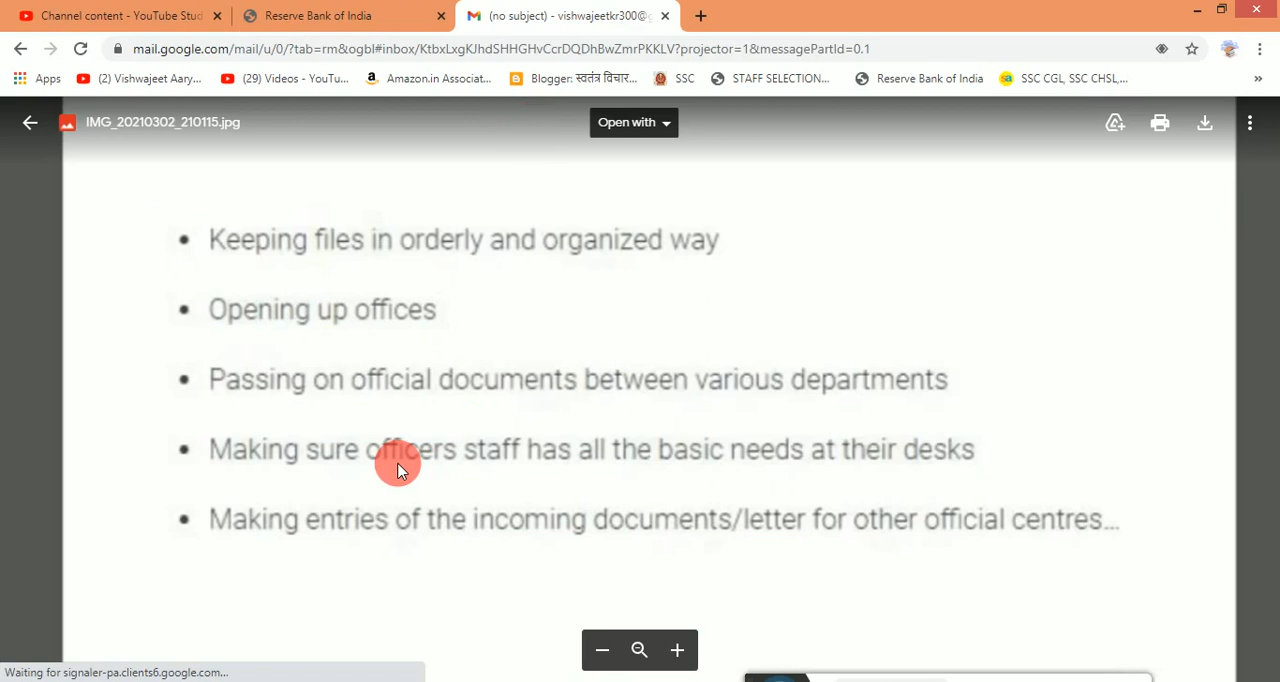 Channel content - YouTube Stud
Reserve Bank of India
(no subject) - vishwajeetkr300@g
mail.google.com/mail/u/0/?tab=rm&ogbl#inbox/KtbxLxgKJhdSHHGHvCcrDQDhBwZmrPKKLV?projector=1&messagePartId=0.1
Apps (2) Vishwajeet Aary... (29) Videos - YouTu... Amazon.in Associat... Blogger: स्वतंत्र विचार... SSC STAFF SELECTION... Reserve Bank of India SSC CGL, SSC CHSL,... »
IMG_20210302_210115.jpg
Open with
• Keeping files in orderly and organized way
• Opening up offices
• Passing on official documents between various departments
• Making sure officers staff has all the basic needs at their desks
• Making entries of the incoming documents/letter for other official centres...
Waiting for signaler-pa.clients6.google.com...